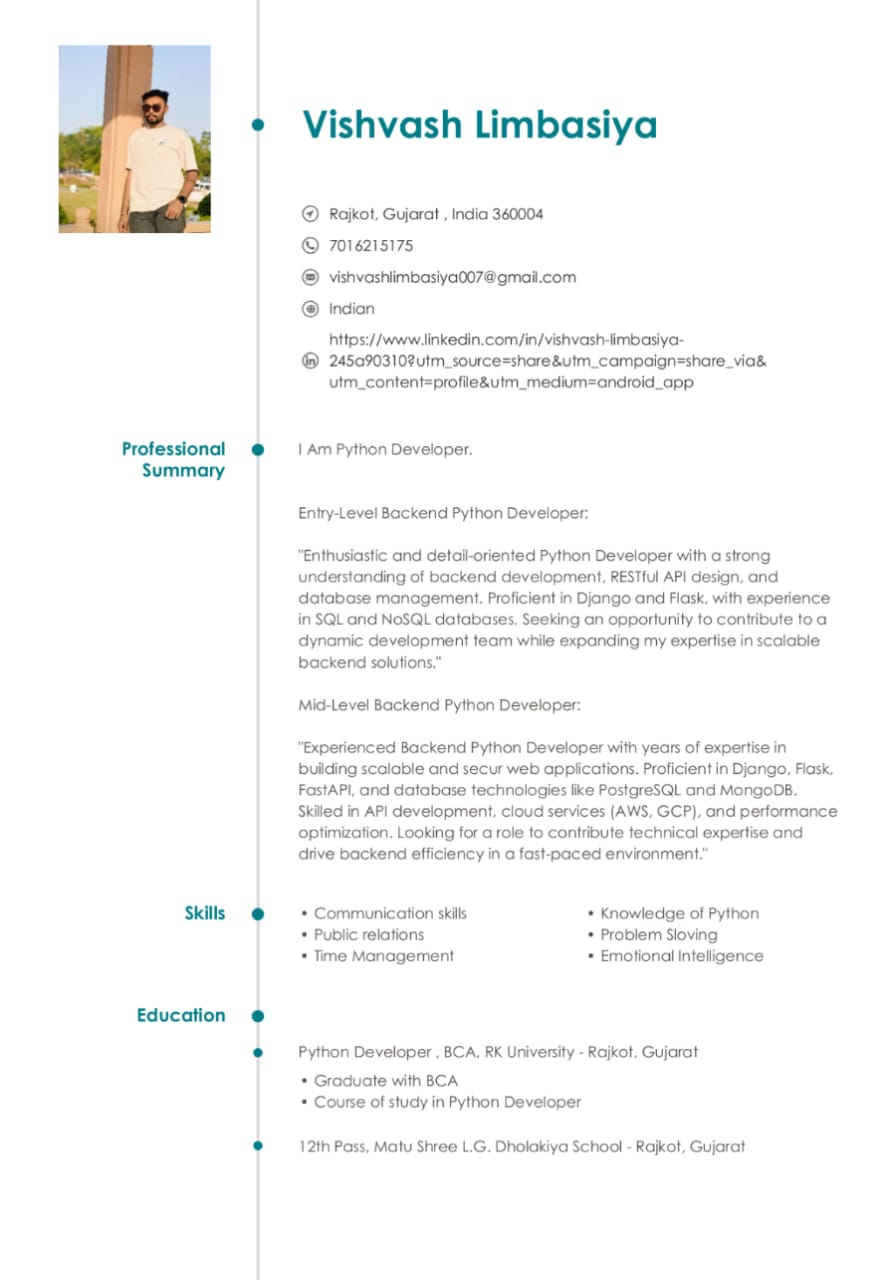 Vishvash Limbasiya
Rajkot, Gujarat , India 360004
7016215175
vishvashlimbasiya007@gmail.com
Indian
https://www.linkedin.com/in/vishvash-limbasiya-
245a90310?utm_source=share&utm_campaign=share_via&
utm_content=profile&utm_medium=android_app
Professional
Summary
I Am Python Developer.
Entry-Level Backend Python Developer:
"Enthusiastic and detail-oriented Python Developer with a strong
understanding of backend development, RESTful API design, and
database management. Proficient in Django and Flask, with experience
in SQL and NoSQL databases. Seeking an opportunity to contribute to a
dynamic development team while expanding my expertise in scalable
backend solutions."
Mid-Level Backend Python Developer:
"Experienced Backend Python Developer with years of expertise in
building scalable and secur web applications. Proficient in Django, Flask,
FastAPI, and database technologies like PostgreSQL and MongoDB.
Skilled in API development, cloud services (AWS, GCP), and performance
optimization. Looking for a role to contribute technical expertise and
drive backend efficiency in a fast-paced environment."
Skills
• Communication skills
• Public relations
• Time Management
• Knowledge of Python
• Problem Sloving
• Emotional Intelligence
Education
Python Developer , BCA, RK University - Rajkot, Gujarat
• Graduate with BCA
• Course of study in Python Developer
12th Pass, Matu Shree L.G. Dholakiya School - Rajkot, Gujarat